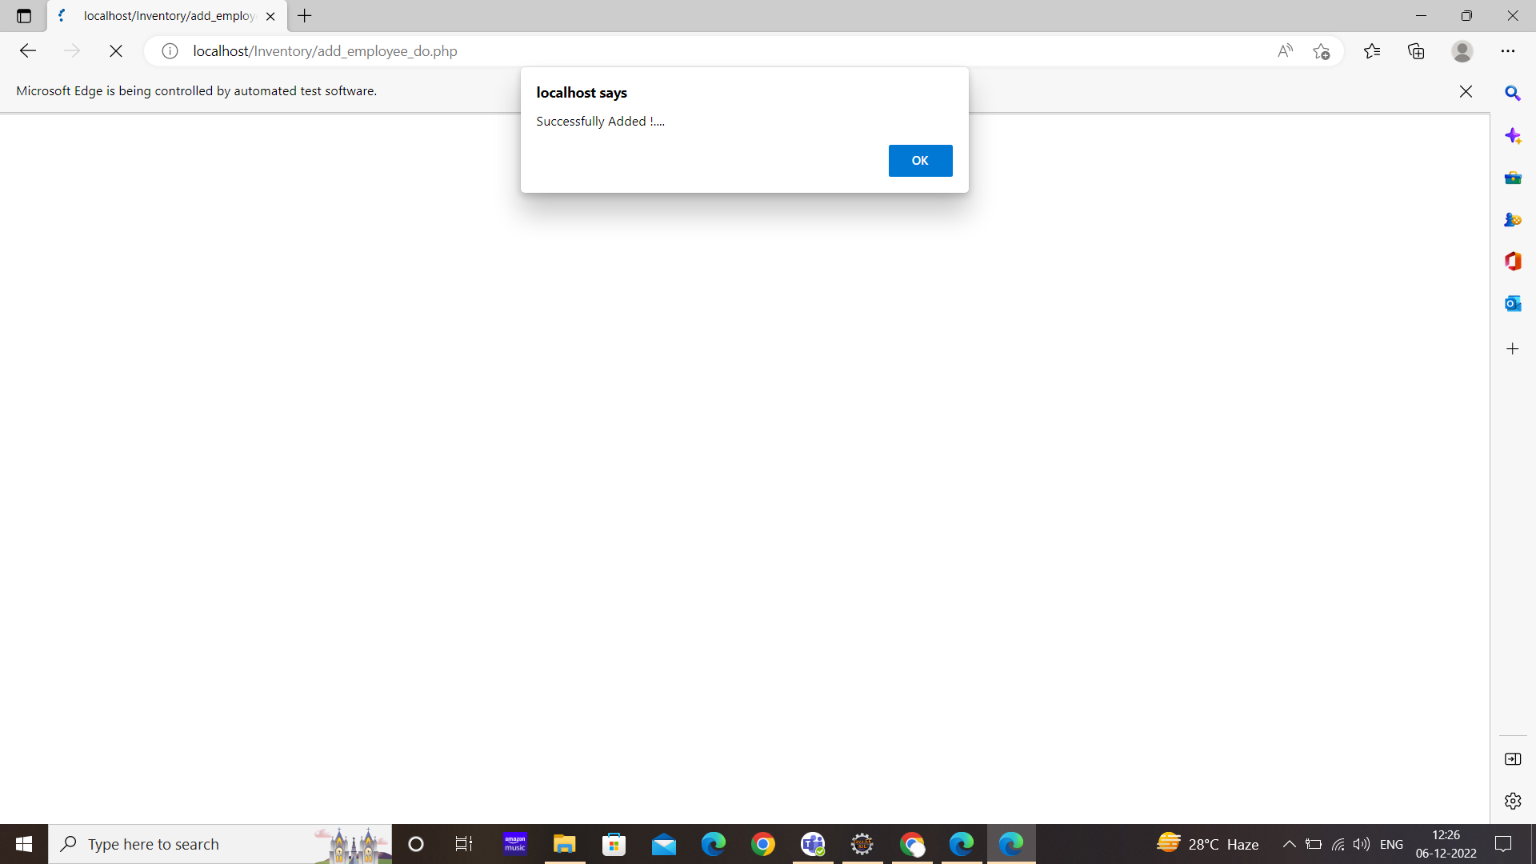 localhost/Inventory/add_employ
localhost/Inventory/add_employee_do.php
Microsoft Edge is being controlled by automated test software.
localhost says
Successfully Added !....
OK
Type here to search
amazon
music
28°C Haze
ENG
12:26
06-12-2022